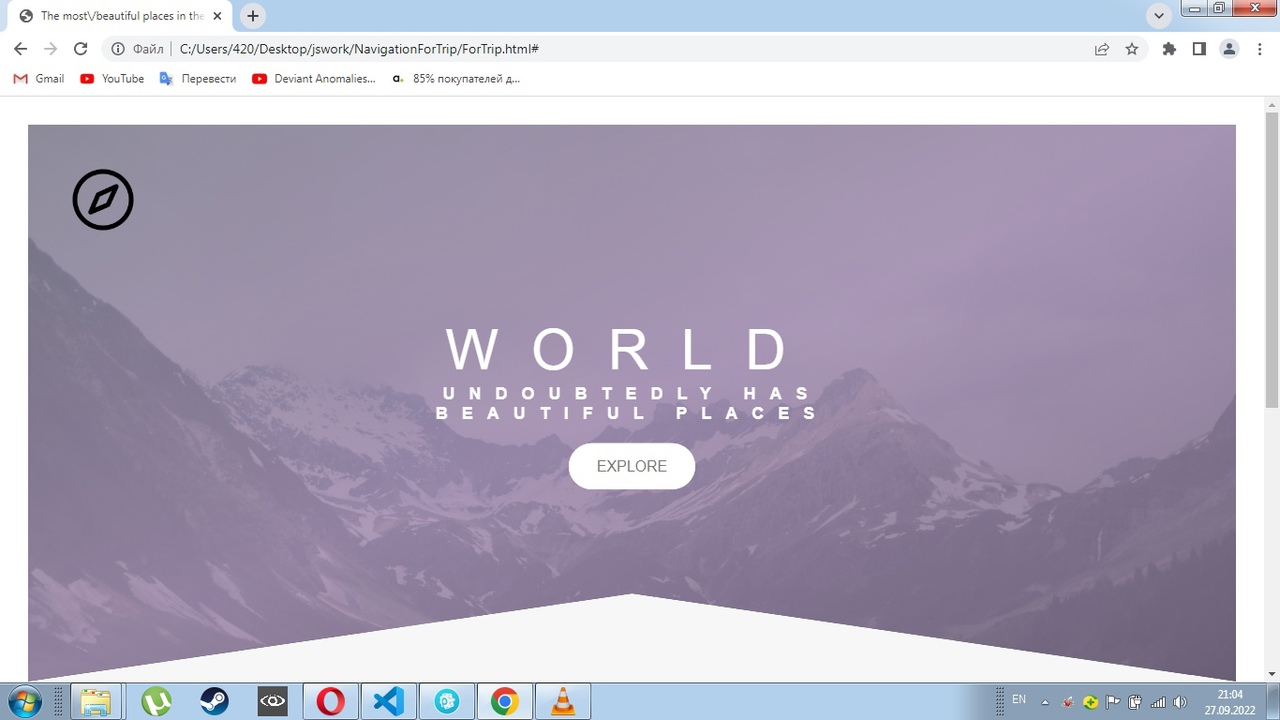 The most\/beautiful places in the
Файл
C:/Users/420/Desktop/jswork/NavigationForTrip/ForTrip.html#
Gmail
YouTube
Перевести
Deviant Anomalies...
85% покупателей д...
WORLD
UNDOUBTEDLY HAS
BEAUTIFUL PLACES
EXPLORE
EN
21:04
27.09.2022